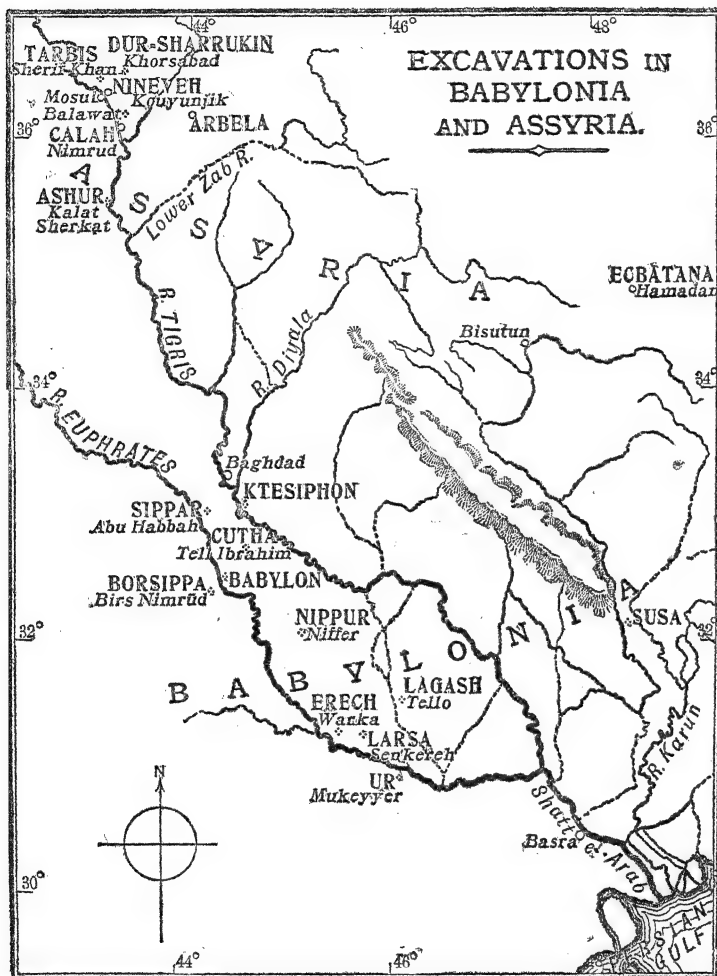 44
46
48
EXCAVATIONS IN
BABYLONIA
AND ASSYRIA.
DUR-SHARRUKIN
Khorsabad
TARBIS
Sherif-Khan
NINEVEH
Mosul
Kouyunjik
Balawat
36
36
CALAH
Nimrud
ARBELA
ASHUR
Kalat
Sherkat
Lower Zab R.
ASSYRIA
R. TIGRIS
R. Diyala
ECBATANA
Hamadan
Bisutun
34°
34
R. EUPHRATES
Baghdad
KTESIPHON
SIPPAR
Abu Habbah
CUTHA
Tell Ibrahim
BABYLON
BORSIPPA
Birs Nimrud
NIPPUR
Niffer
SUSA
32
32
BABYLONIA
LAGASH
Tello
ERECH
Warka
LARSA
Senkereh
UR
Mukeyyer
R. Karun
N
Shatt el-Arab
Basra
30°
GULF
44
46